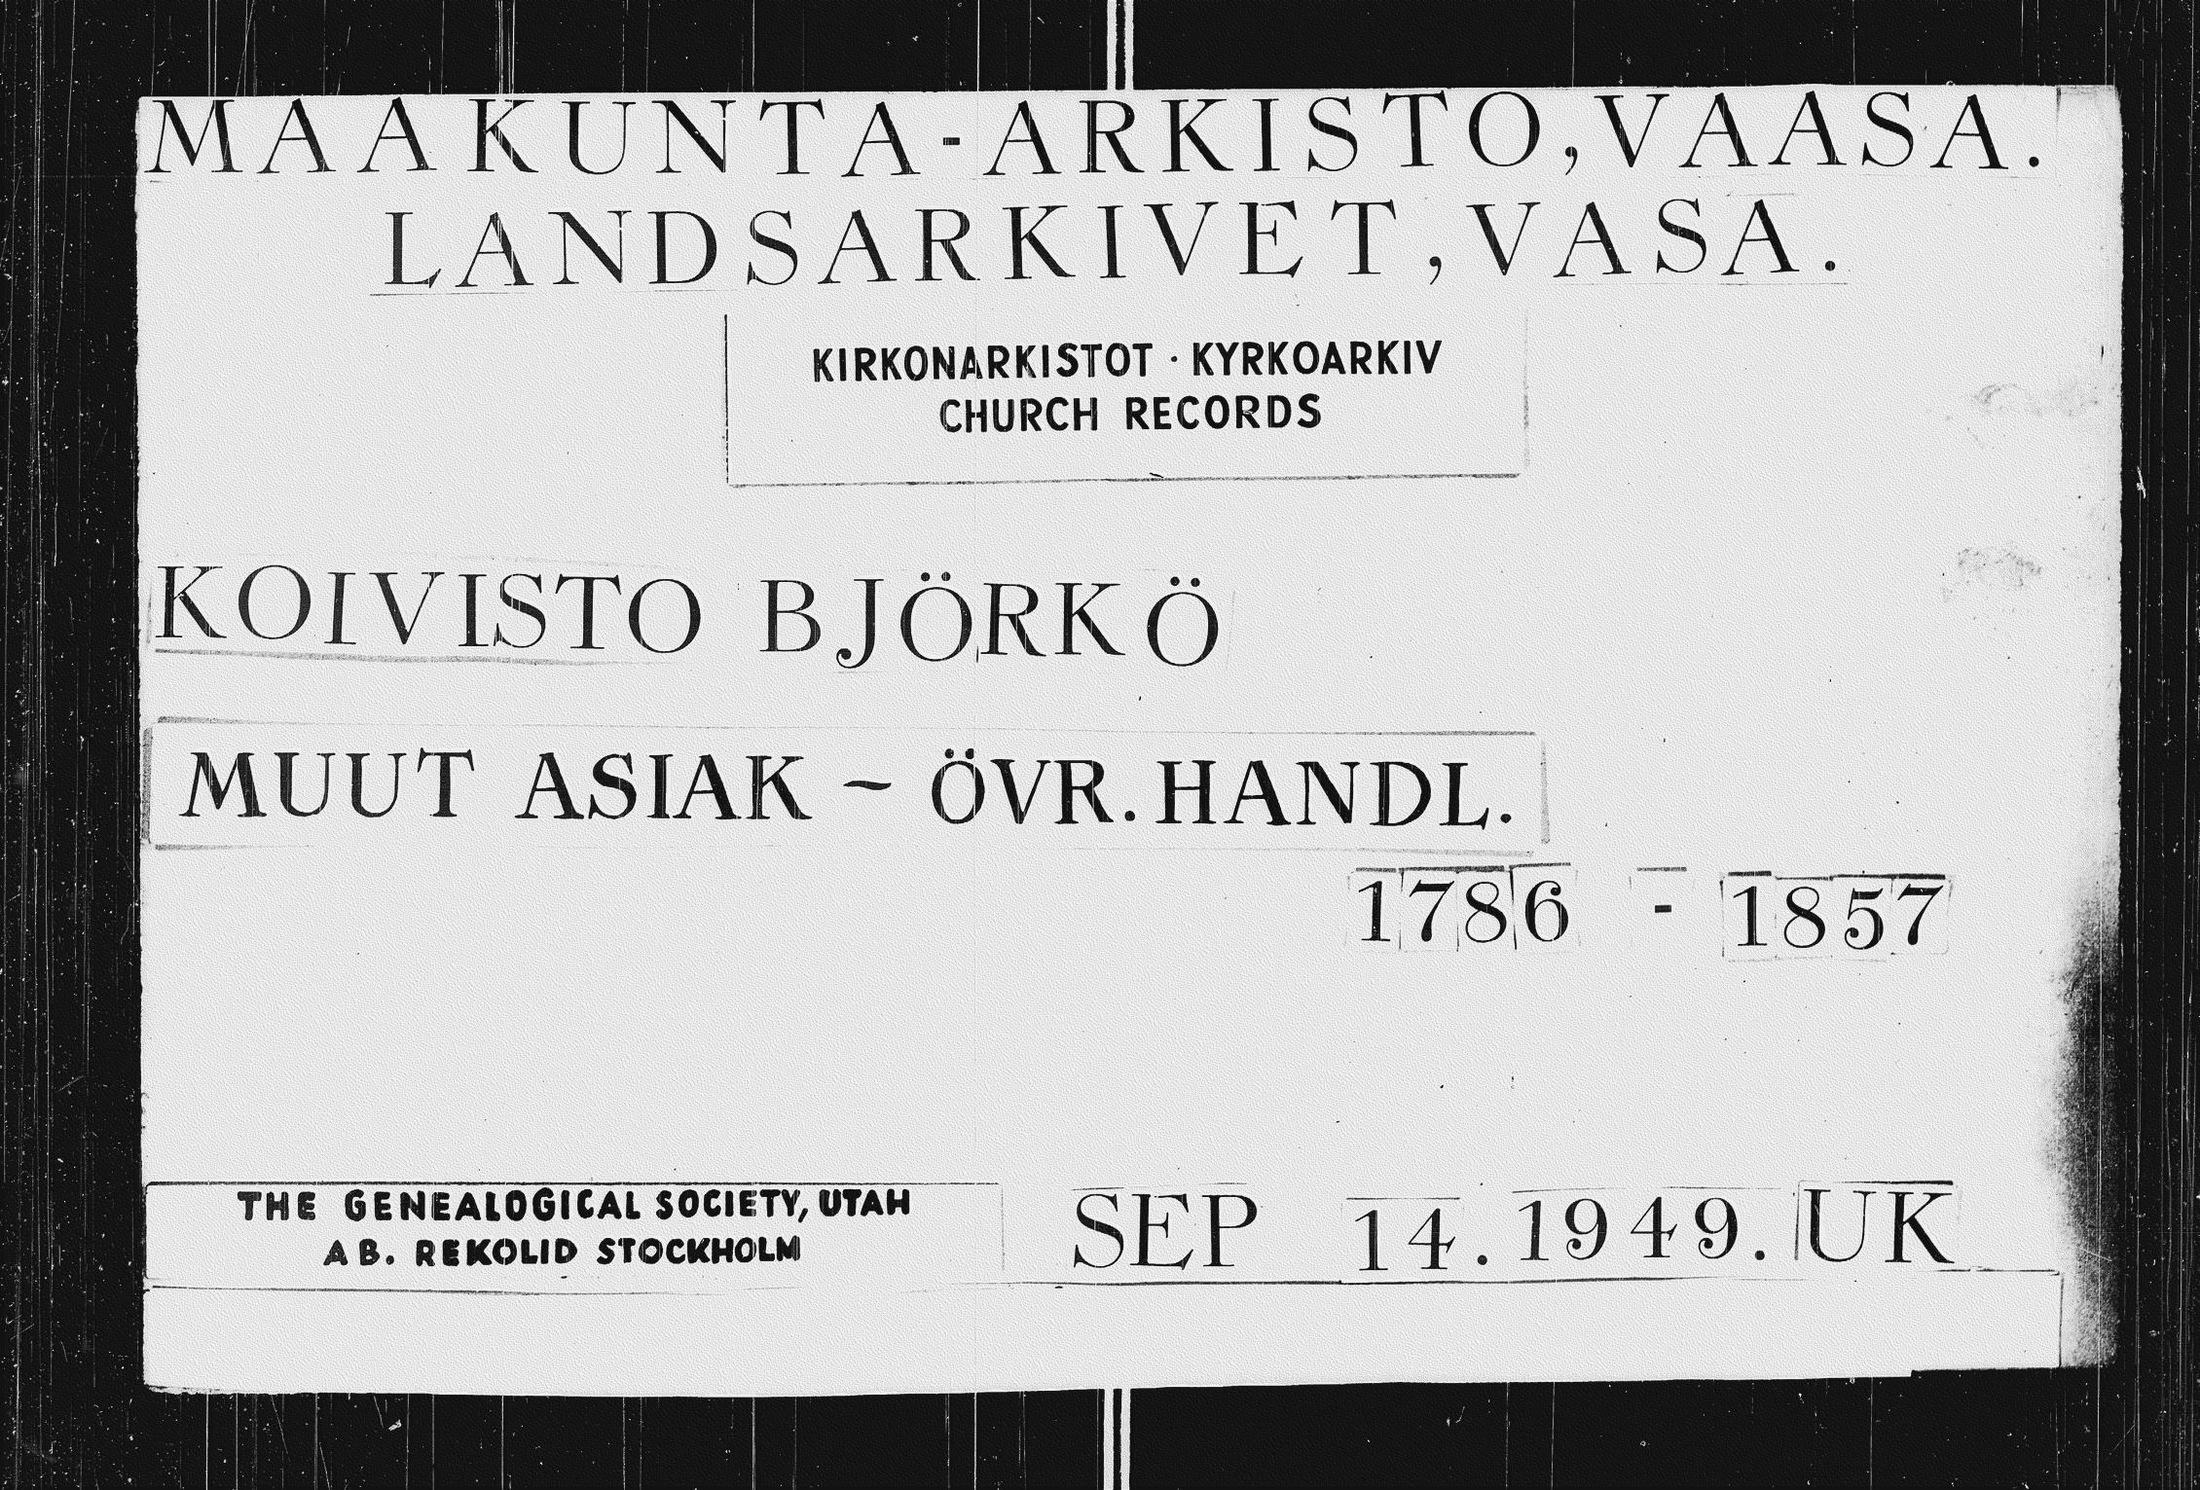 MAAKUNTA-ARKISTO, VAASA.
LANDSARKIVET, VASA.
KIRKONARKISTOT · KYRKOARKIV
CHURCH RECORDS
KOIVISTO BJÖRKÖ
MUUT ASIAK ~ ÖVR. HANDL.
1786 - 1857
THE GENEALOGICAL SOCIETY, UTAH
AB. REKOLID STOCKHOLM
SEP 14. 1949. UK